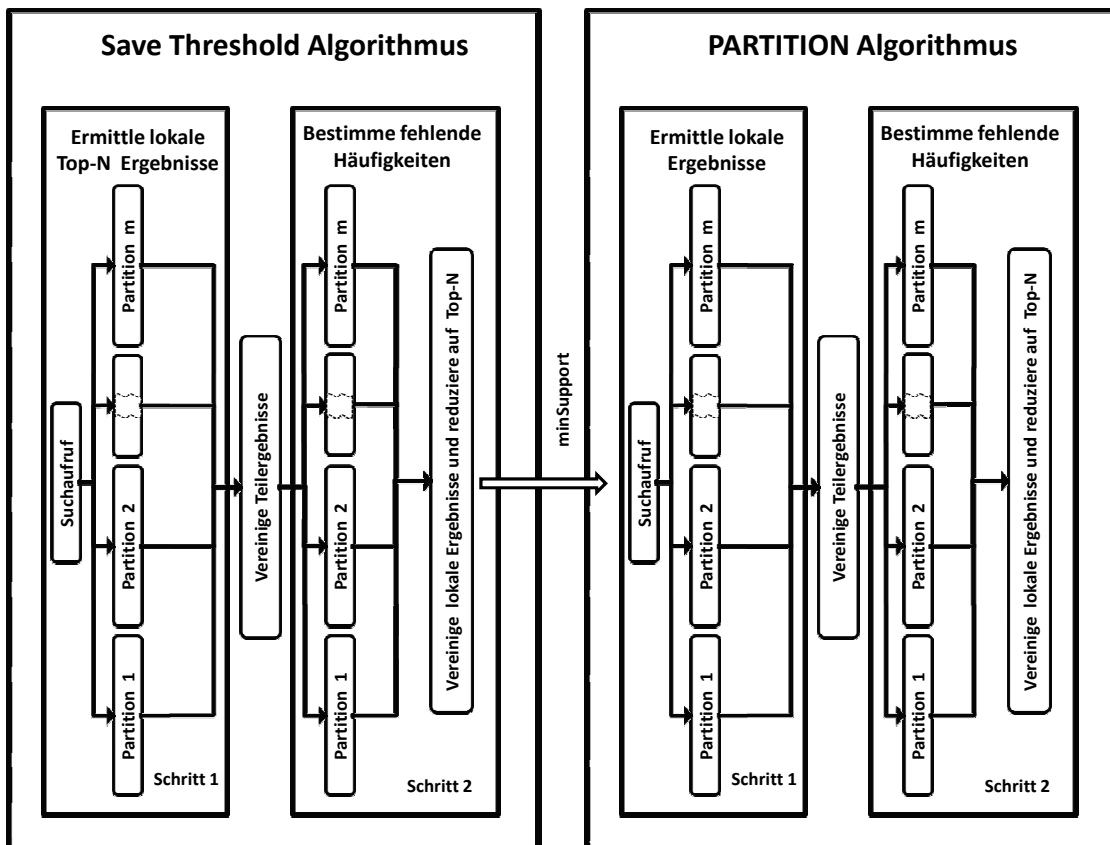 Save Threshold Algorithmus
Ermittle lokale
Top-N Ergebnisse
Suchaufruf
Partition m
Partition 2
Partition 1
Schritt 1
Vereinige Teilergebnisse
Bestimme fehlende
Häufigkeiten
Partition m
Partition 2
Partition 1
Vereinige lokale Ergebnisse und reduziere auf Top-N
Schritt 2
minSupport
PARTITION Algorithmus
Ermittle lokale
Ergebnisse
Suchaufruf
Partition m
Partition 2
Partition 1
Schritt 1
Vereinige Teilergebnisse
Bestimme fehlende
Häufigkeiten
Partition m
Partition 2
Partition 1
Vereinige lokale Ergebnisse und reduziere auf Top-N
Schritt 2